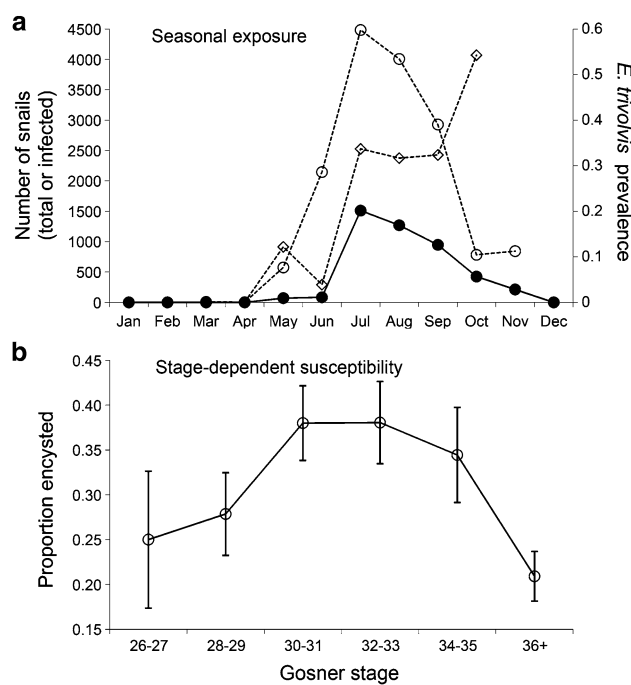 a
Seasonal exposure
Number of snails
(total or infected)
4500
4000
3500
3000
2500
2000
1500
1000
500
0
0.6
0.5
0.4
0.3
0.2
0.1
0
E. trivolvis prevalence
Jan Feb Mar Apr May Jun Jul Aug Sep Oct Nov Dec
b
Stage-dependent susceptibility
Proportion encysted
0.45
0.40
0.35
0.30
0.25
0.20
0.15
26-27 28-29 30-31 32-33 34-35 36+
Gosner stage